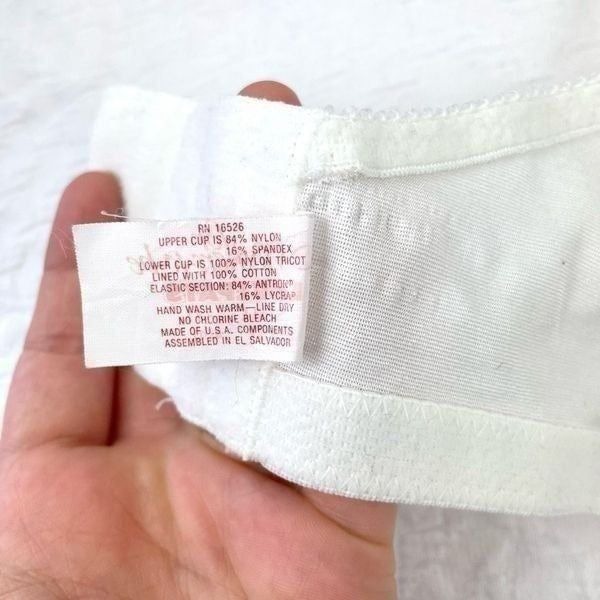 RN 16526
UPPER CUP IS 84% NYLON
16% SPANDEX
LOWER CUP IS 100% NYLON TRICOT
LINED WITH 100% COTTON
ELASTIC SECTION: 84% ANTRON®
16% LYCRA®
HAND WASH WARM—LINE DRY
NO CHLORINE BLEACH
MADE OF U.S.A. COMPONENTS
ASSEMBLED IN EL SALVADOR